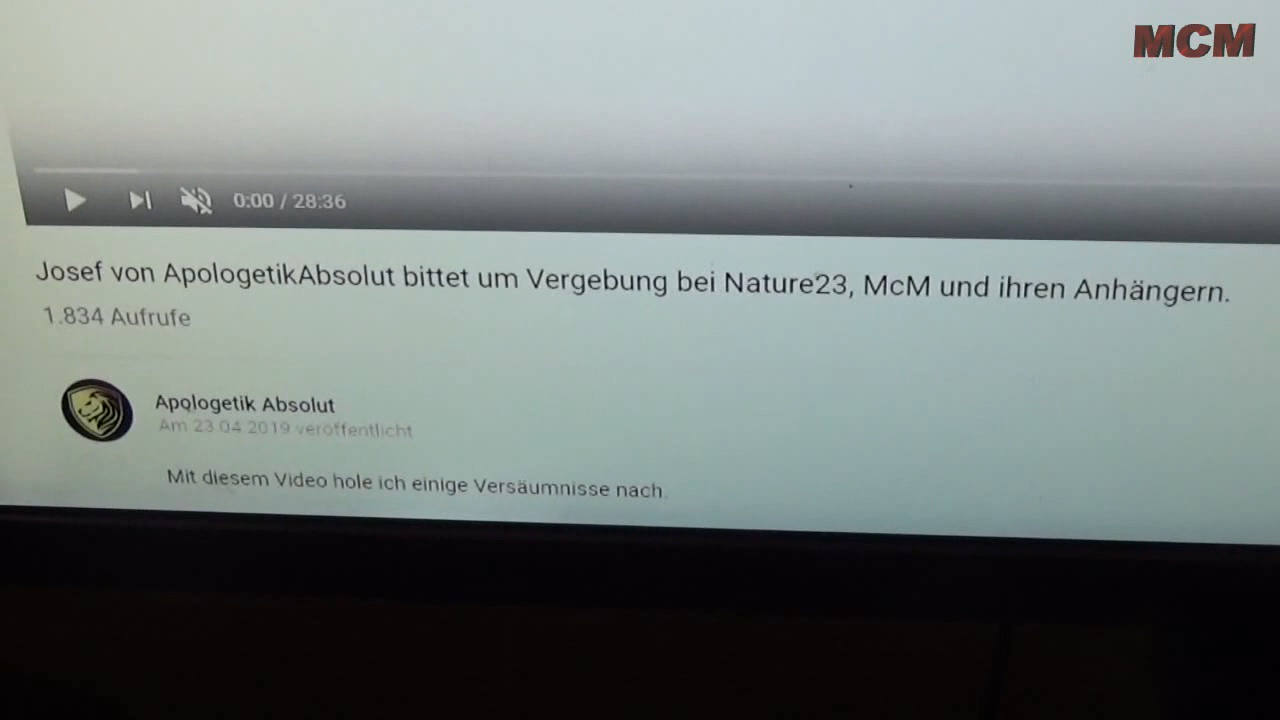 MCM
0:00 / 28:36
Josef von ApologetikAbsolut bittet um Vergebung bei Nature23, McM und ihren Anhängern.
1.834 Aufrufe
Apologetik Absolut
Am 23.04.2019 veröffentlicht
Mit diesem Video hole ich einige Versäumnisse nach.